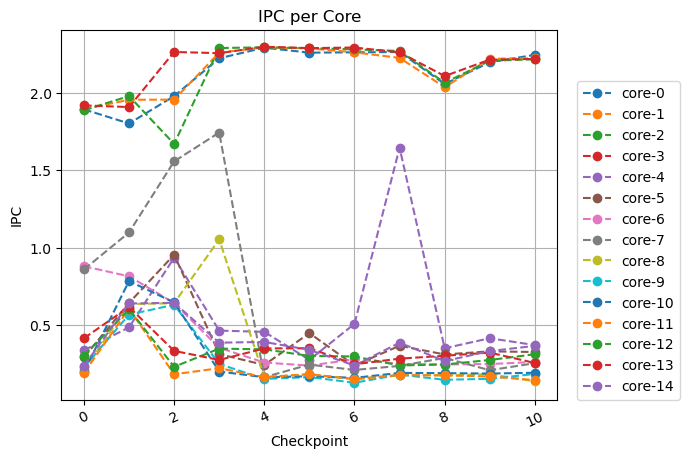 IPC per Core
IPC
2.0
1.5
1.0
0.5
0
2
4
6
8
10
Checkpoint
core-0
core-1
core-2
core-3
core-4
core-5
core-6
core-7
core-8
core-9
core-10
core-11
core-12
core-13
core-14